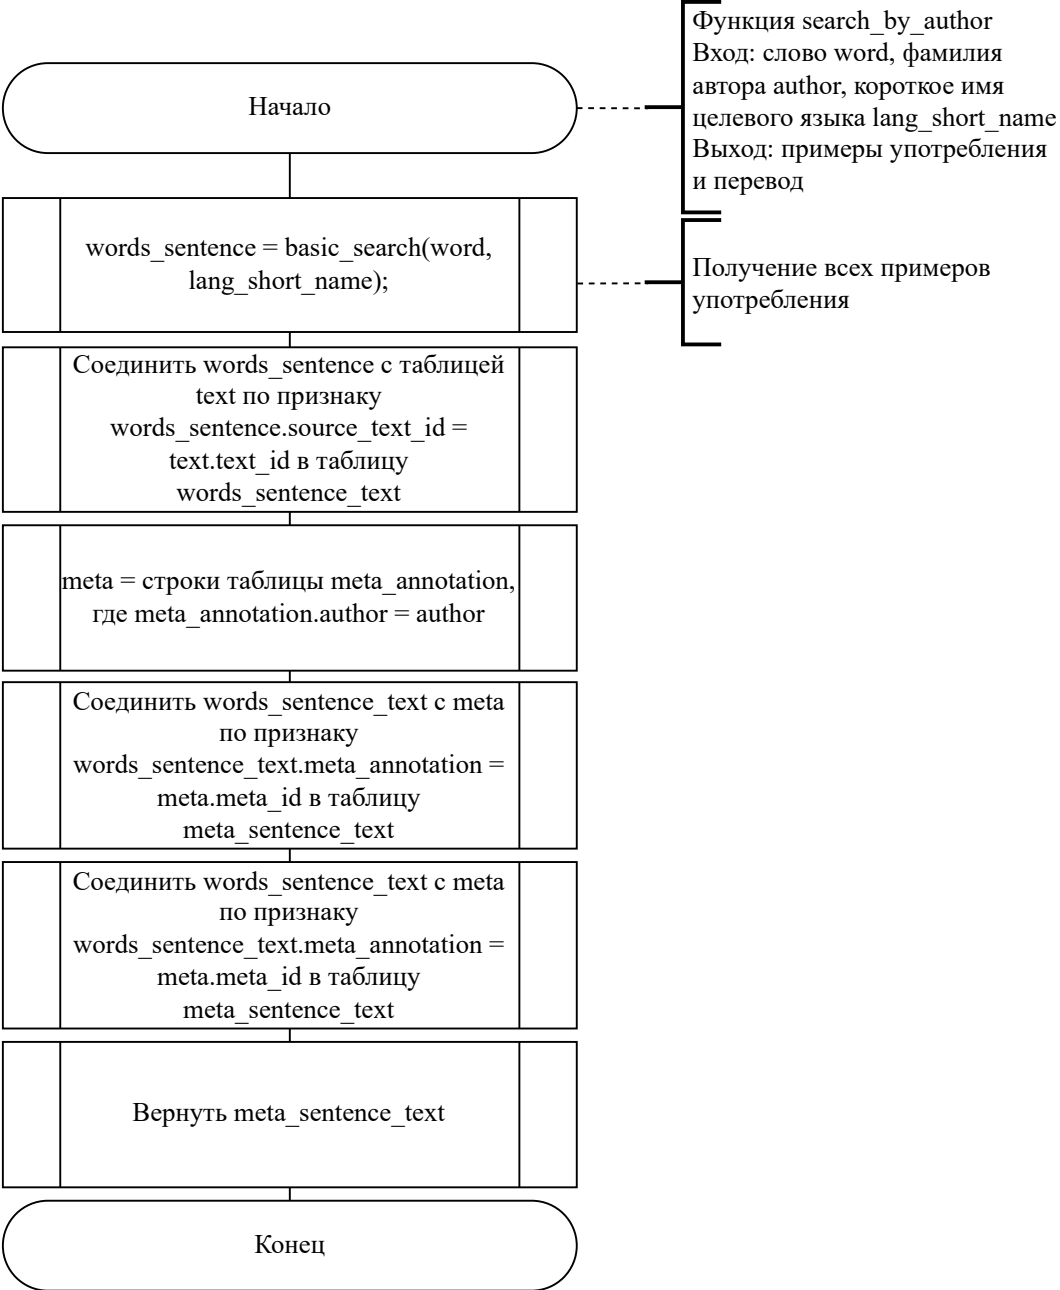 Начало
Функция search_by_author
Вход: слово word, фамилия
автора author, короткое имя
целевого языка lang_short_name
Выход: примеры употребления
и перевод
words_sentence = basic_search(word,
lang_short_name);
Получение всех примеров
употребления
Соединить words_sentence с таблицей
text по признаку
words_sentence.source_text_id =
text.text_id в таблицу
words_sentence_text
meta = строки таблицы meta_annotation,
где meta_annotation.author = author
Соединить words_sentence_text с meta
по признаку
words_sentence_text.meta_annotation =
meta.meta_id в таблицу
meta_sentence_text
Соединить words_sentence_text с meta
по признаку
words_sentence_text.meta_annotation =
meta.meta_id в таблицу
meta_sentence_text
Вернуть meta_sentence_text
Конец